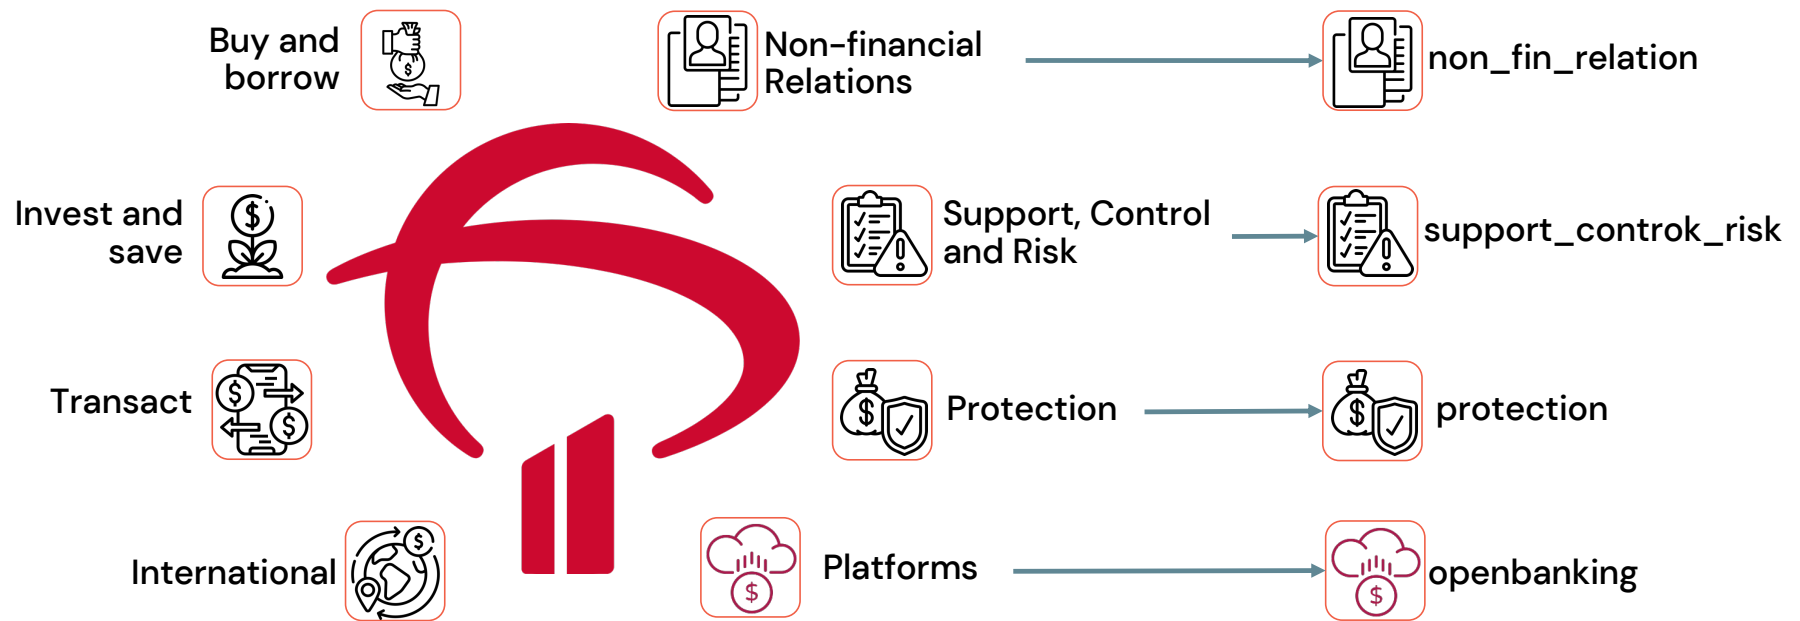 Buy and
borrow
Non-financial
Relations
non_fin_relation
Invest and
save
Support, Control
and Risk
support_controk_risk
Transact
Protection
protection
International
Platforms
openbanking